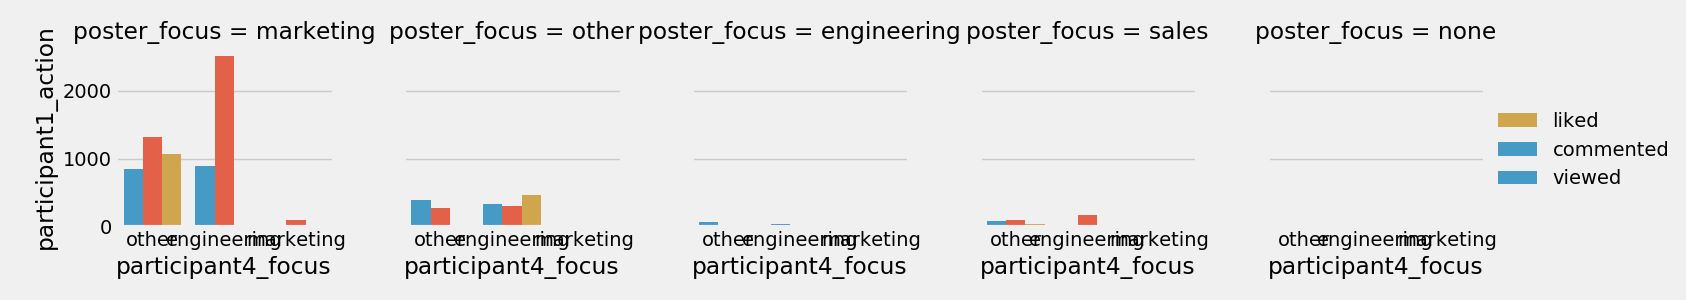 poster_focus = marketing
poster_focus = other
poster_focus = engineering
poster_focus = sales
poster_focus = none
participant1_action
2000
1000
0
other engineering marketing
other engineering marketing
other engineering marketing
other engineering marketing
other engineering marketing
participant4_focus
participant4_focus
participant4_focus
participant4_focus
participant4_focus
liked
commented
viewed